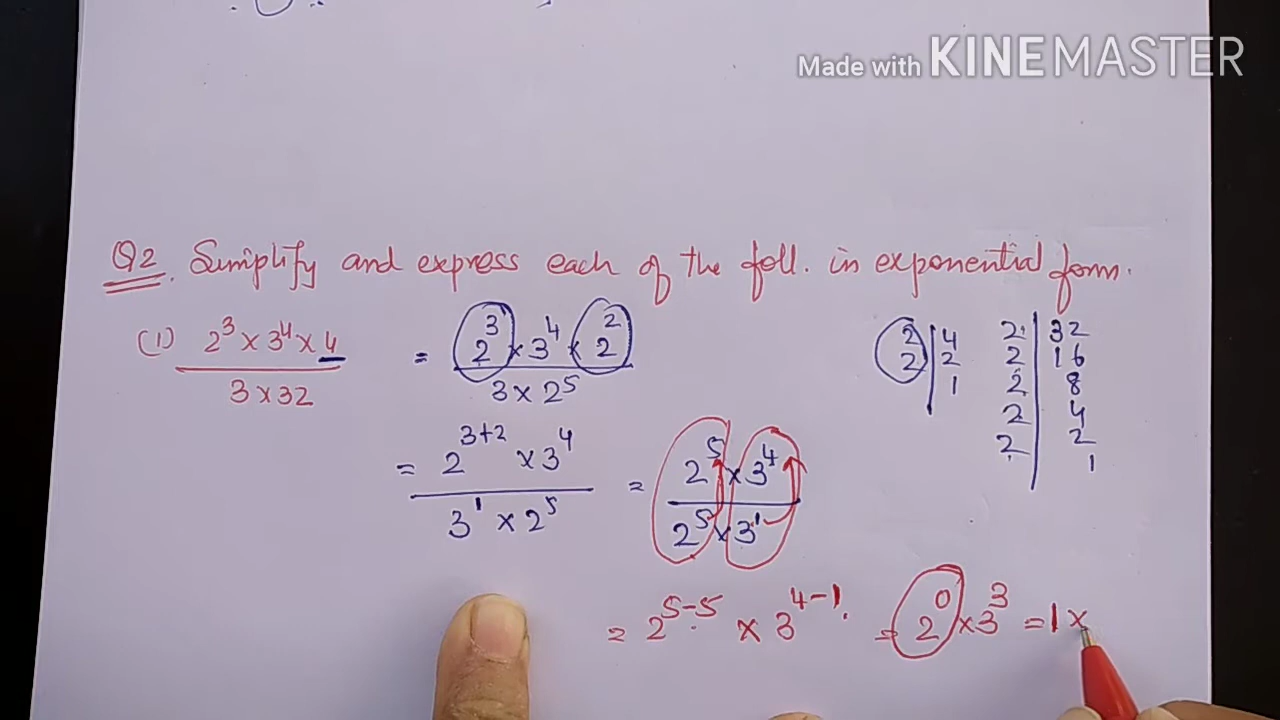 Made with KINEMASTER
Q2. Simplify and express each of the foll. in exponential form.
(1) 2³ × 3⁴ × 4 / 3 × 32 = 2³ × 3⁴ × 2² / 3 × 2⁵
= 2³⁺² × 3⁴ / 3¹ × 2⁵ = 2⁵ × 3⁴ / 2⁵ × 3¹
= 2⁵⁻⁵ × 3⁴⁻¹. = 2⁰ × 3³ = 1 ×
2 | 4
2 | 2
1
2 | 32
2 | 16
2 | 8
2 | 4
2 | 2
1